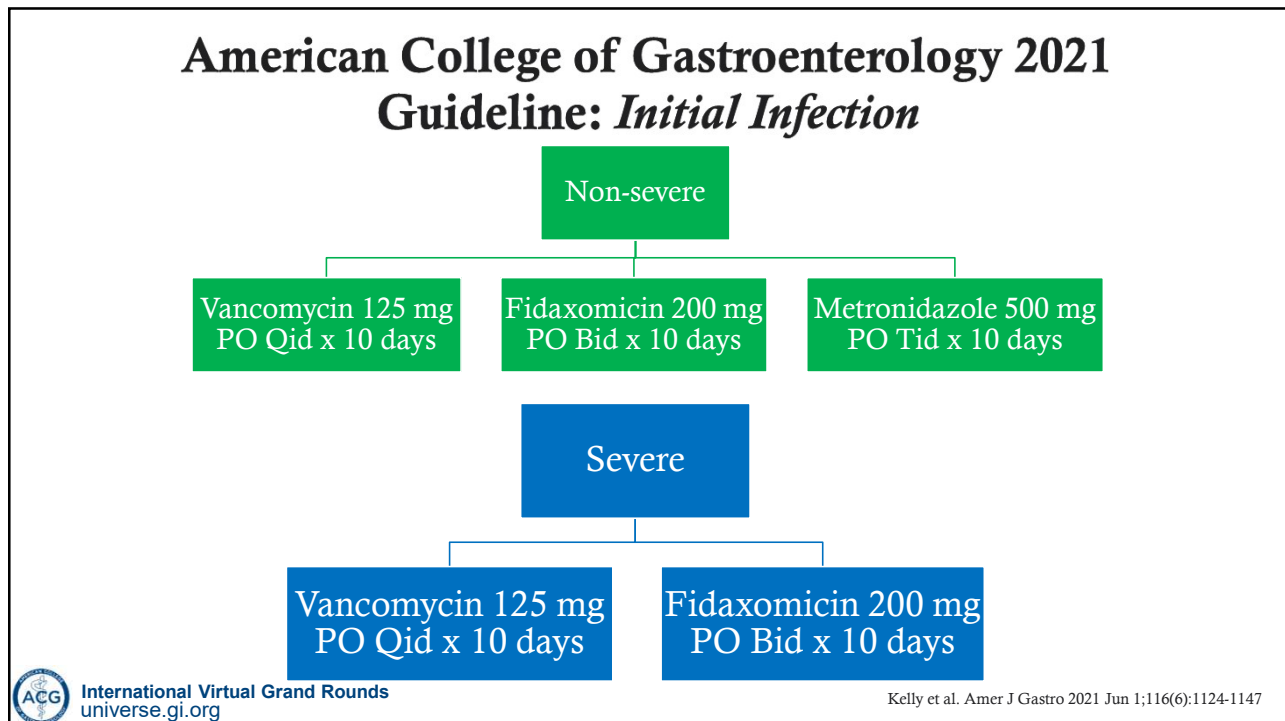 American College of Gastroenterology 2021
Guideline: Initial Infection
Non-severe
Vancomycin 125 mg
PO Qid x 10 days
Fidaxomicin 200 mg
PO Bid x 10 days
Metronidazole 500 mg
PO Tid x 10 days
Severe
Vancomycin 125 mg
PO Qid x 10 days
Fidaxomicin 200 mg
PO Bid x 10 days
ACG
International Virtual Grand Rounds
universe.gi.org
Kelly et al. Amer J Gastro 2021 Jun 1;116(6):1124-1147